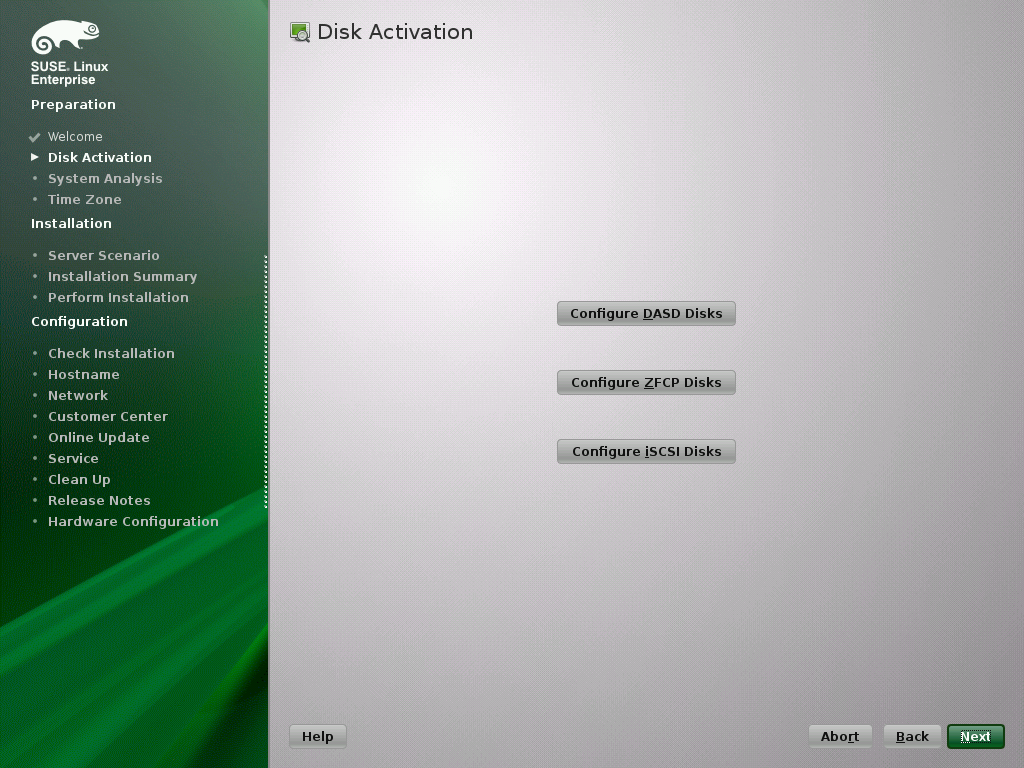 SUSE. Linux
Enterprise
Preparation
Welcome
Disk Activation
System Analysis
Time Zone
Installation
Server Scenario
Installation Summary
Perform Installation
Configuration
Check Installation
Hostname
Network
Customer Center
Online Update
Service
Clean Up
Release Notes
Hardware Configuration
Disk Activation
Configure DASD Disks
Configure ZFCP Disks
Configure iSCSI Disks
Help Abort Back Next